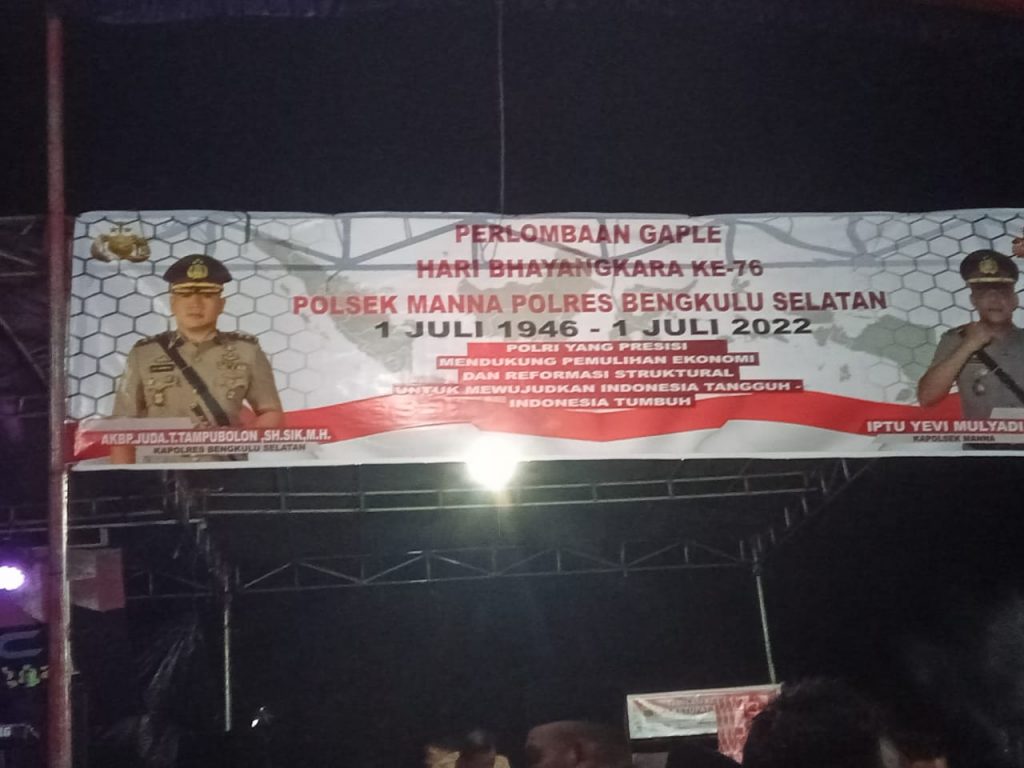 PERLOMBAAN GAPLE
HARI BHAYANGKARA KE-76
POLSEK MANNA POLRES BENGKULU SELATAN
1 JULI 1946 - 1 JULI 2022
POLRI YANG PRESISI
MENDUKUNG PEMULIHAN EKONOMI
DAN REFORMASI STRUKTURAL
UNTUK MEWUJUDKAN INDONESIA TANGGUH -
INDONESIA TUMBUH
AKBP.JUDA.T.TAMPUBOLON ,SH.SIK,M.H.
KAPOLRES BENGKULU SELATAN
IPTU YEVI MULYADI
KAPOLSEK MANNA